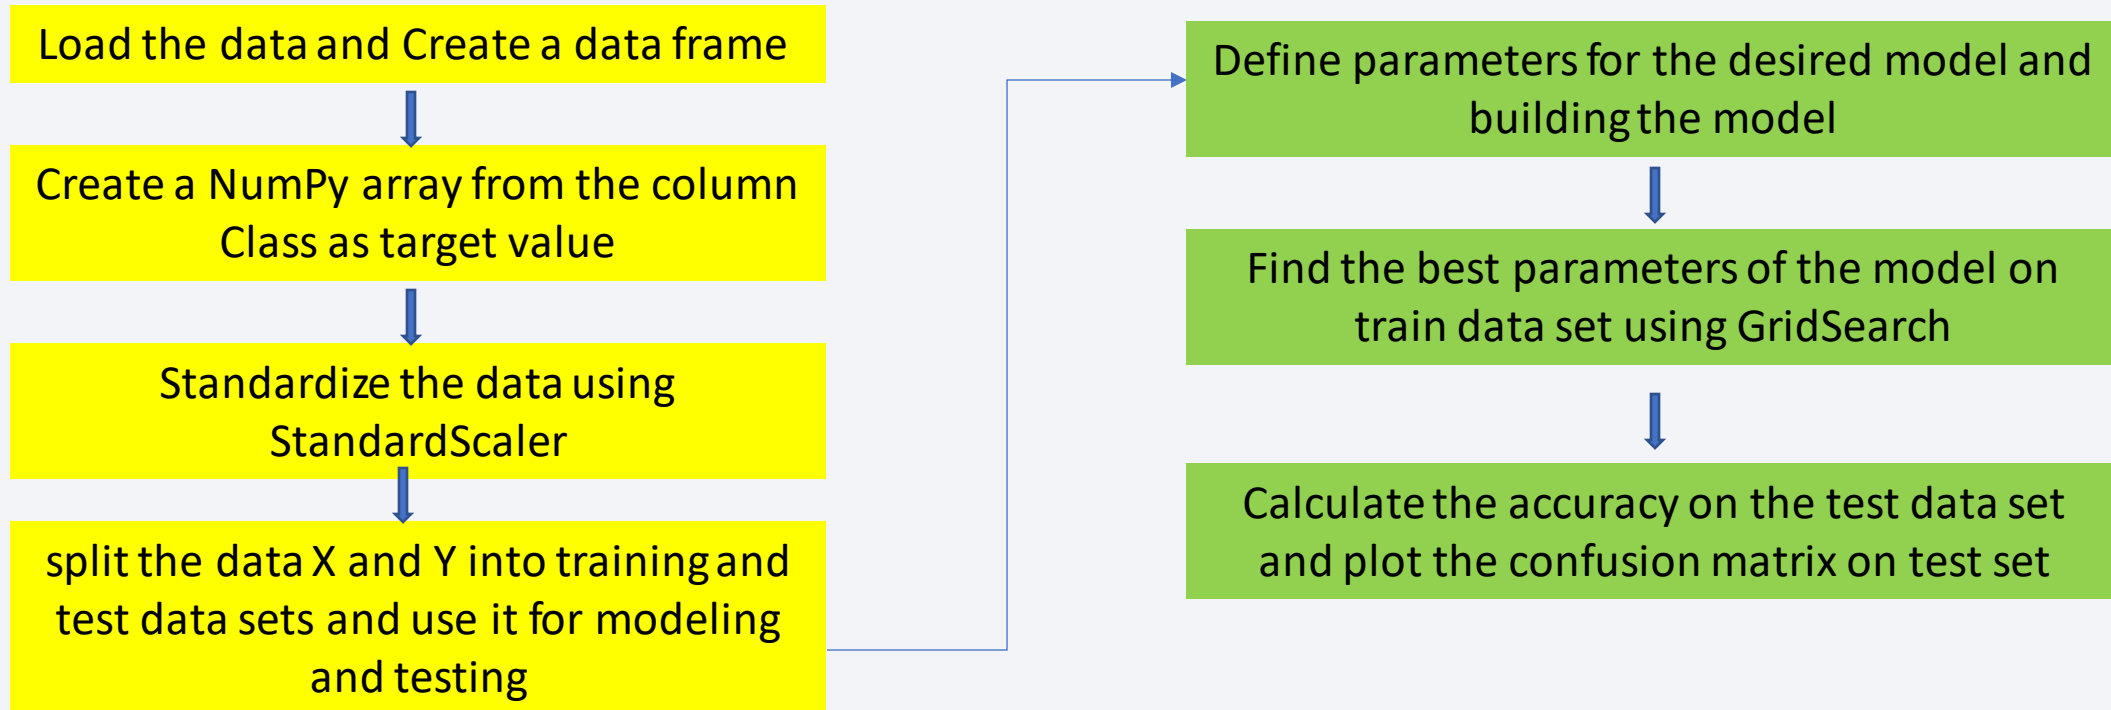 Load the data and Create a data frame
Create a NumPy array from the column
Class as target value
Standardize the data using
StandardScaler
split the data X and Y into training and
test data sets and use it for modeling
and testing
Define parameters for the desired model and
building the model
Find the best parameters of the model on
train data set using GridSearch
Calculate the accuracy on the test data set
and plot the confusion matrix on test set